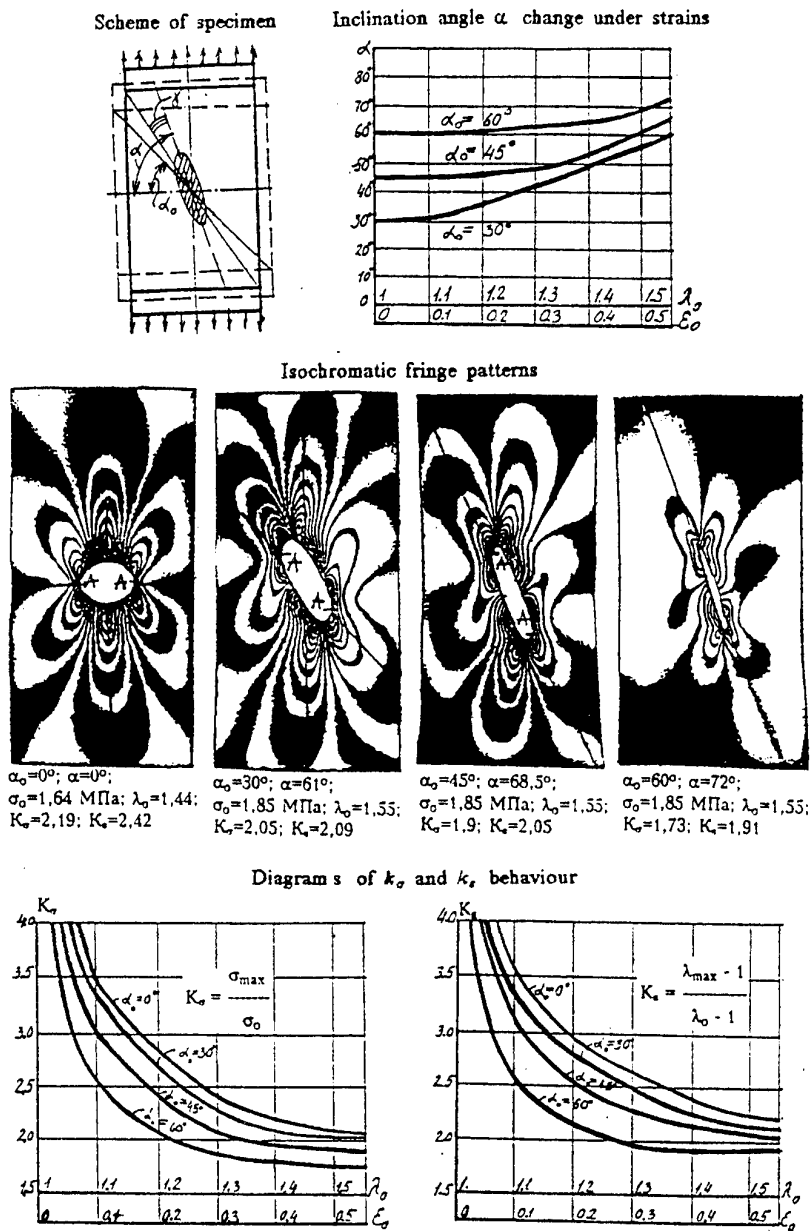 Scheme of specimen
Inclination angle α change under strains
α
80°
70°
60°
50°
40°
30°
20°
10°
0
γ
α
α₀
α₀ = 60°
α₀ = 45°
α₀ = 30°
1 1.1 1.2 1.3 1.4 1.5 λ₀
0 0.1 0.2 0.3 0.4 0.5 ε₀
Isochromatic fringe patterns
A A
A A
A A
α₀=0°; α=0°;
σ₀=1,64 МПа; λ₀=1,44;
K₀=2,19; Kₑ=2,42
α₀=30°; α=61°;
σ₀=1,85 МПа; λ₀=1,55;
Kσ=2,05; Kε=2,09
α₀=45°; α=68,5°;
σ₀=1,85 МПа; λ₀=1,55;
Kσ=1,9; Kε=2,05
α₀=60°; α=72°;
σ₀=1,85 МПа; λ₀=1,55;
Kσ=1,73; Kε=1,91
Diagrams of kσ and kε behaviour
Kσ
4.0
3.5
3.0
2.5
2.0
1.5
α₀=0°
α₀=30°
α₀=45°
α₀=60°
Kσ = σmax / σ₀
1 1.1 1.2 1.3 1.4 1.5 λ₀
0 0.1 0.2 0.3 0.4 0.5 ε₀
Kε
4.0
3.5
3.0
2.5
2.0
1.5
α₀=0°
α₀=30°
α₀=45°
α₀=60°
Kε = λmax - 1 / λ₀ - 1
1 1.1 1.2 1.3 1.4 1.5 λ₀
0 0.1 0.2 0.3 0.4 0.5 ε₀